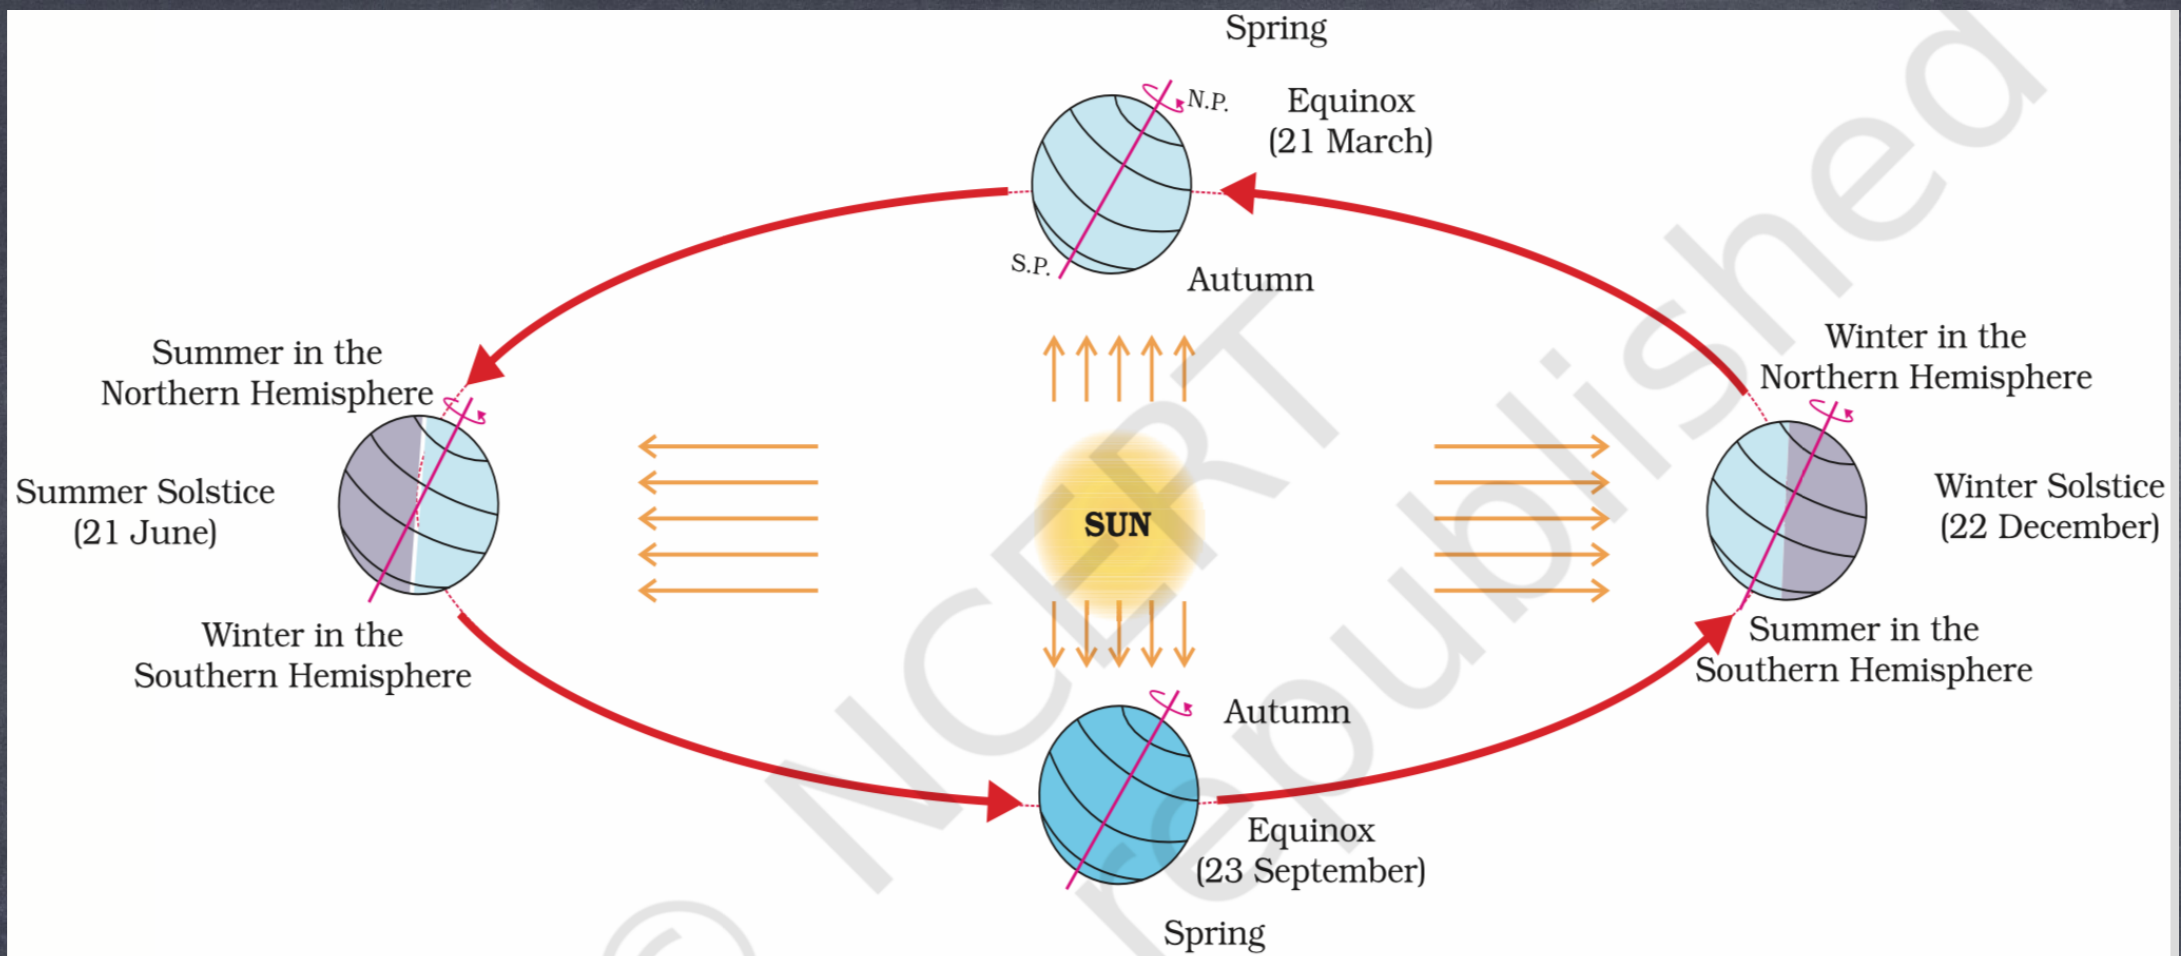 Spring
N.P.
Equinox
(21 March)
S.P.
Autumn
Summer in the
Northern Hemisphere
Winter in the
Northern Hemisphere
Summer Solstice
(21 June)
SUN
Winter Solstice
(22 December)
Winter in the
Southern Hemisphere
Summer in the
Southern Hemisphere
Autumn
Equinox
(23 September)
Spring
© NCERT
republished